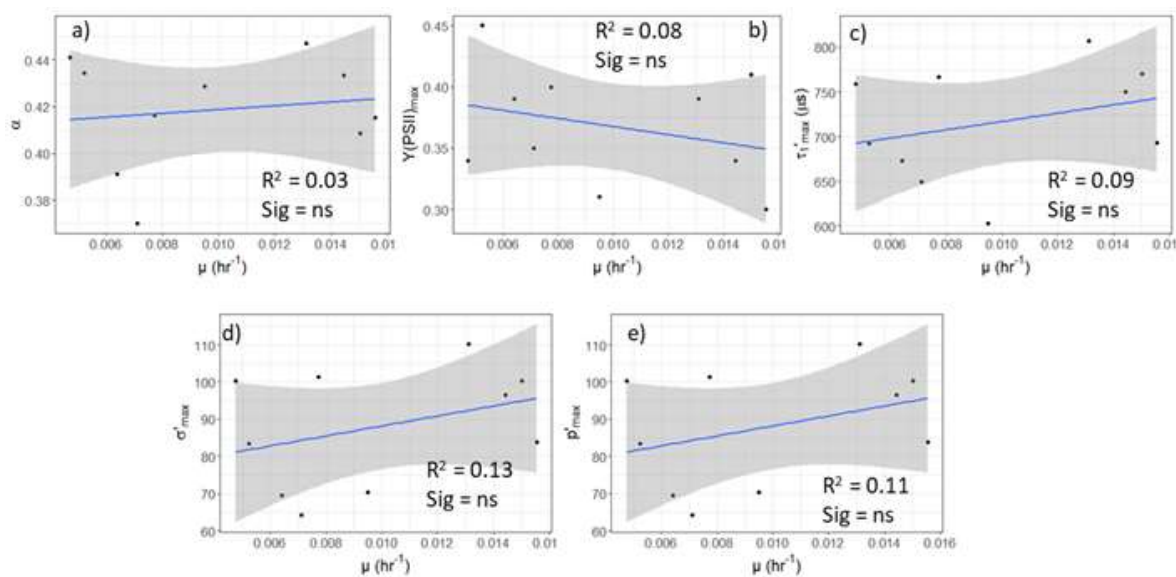 a)
R² = 0.03
Sig = ns
α
0.44
0.42
0.40
0.38
0.006 0.008 0.010 0.012 0.014 0.01
μ (hr⁻¹)
b)
R² = 0.08
Sig = ns
Y(PSII)max
0.45
0.40
0.35
0.30
0.006 0.008 0.010 0.012 0.014 0.01
μ (hr⁻¹)
c)
R² = 0.09
Sig = ns
τ₁'max (μs)
800
750
700
650
600
0.006 0.008 0.010 0.012 0.014 0.01
μ (hr⁻¹)
d)
R² = 0.13
Sig = ns
σ'max
110
100
90
80
70
60
0.006 0.008 0.010 0.012 0.014 0.01
μ (hr⁻¹)
e)
R² = 0.11
Sig = ns
p'max
110
100
90
80
70
60
0.006 0.008 0.010 0.012 0.014 0.016
μ (hr⁻¹)